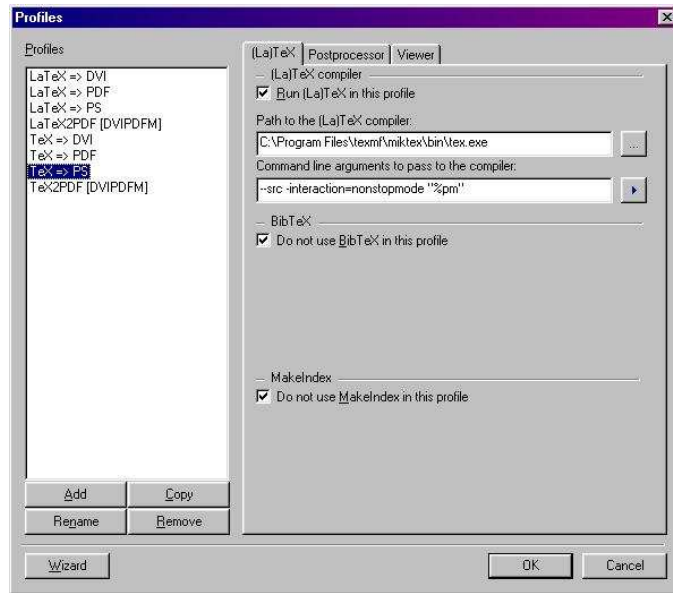 Profiles
Profiles
LaTeX => DVI
LaTeX => PDF
LaTeX => PS
LaTeX2PDF [DVIPDFM]
TeX => DVI
TeX => PDF
TeX => PS
TeX2PDF [DVIPDFM]
Add
Copy
Rename
Remove
Wizard
(La)TeX
Postprocessor
Viewer
(La)TeX compiler
Run (La)TeX in this profile
Path to the (La)TeX compiler:
C:\Program Files\texmf\miktex\bin\tex.exe
...
Command line arguments to pass to the compiler:
--src -interaction=nonstopmode "%pm"
BibTeX
Do not use BibTeX in this profile
MakeIndex
Do not use MakeIndex in this profile
OK
Cancel